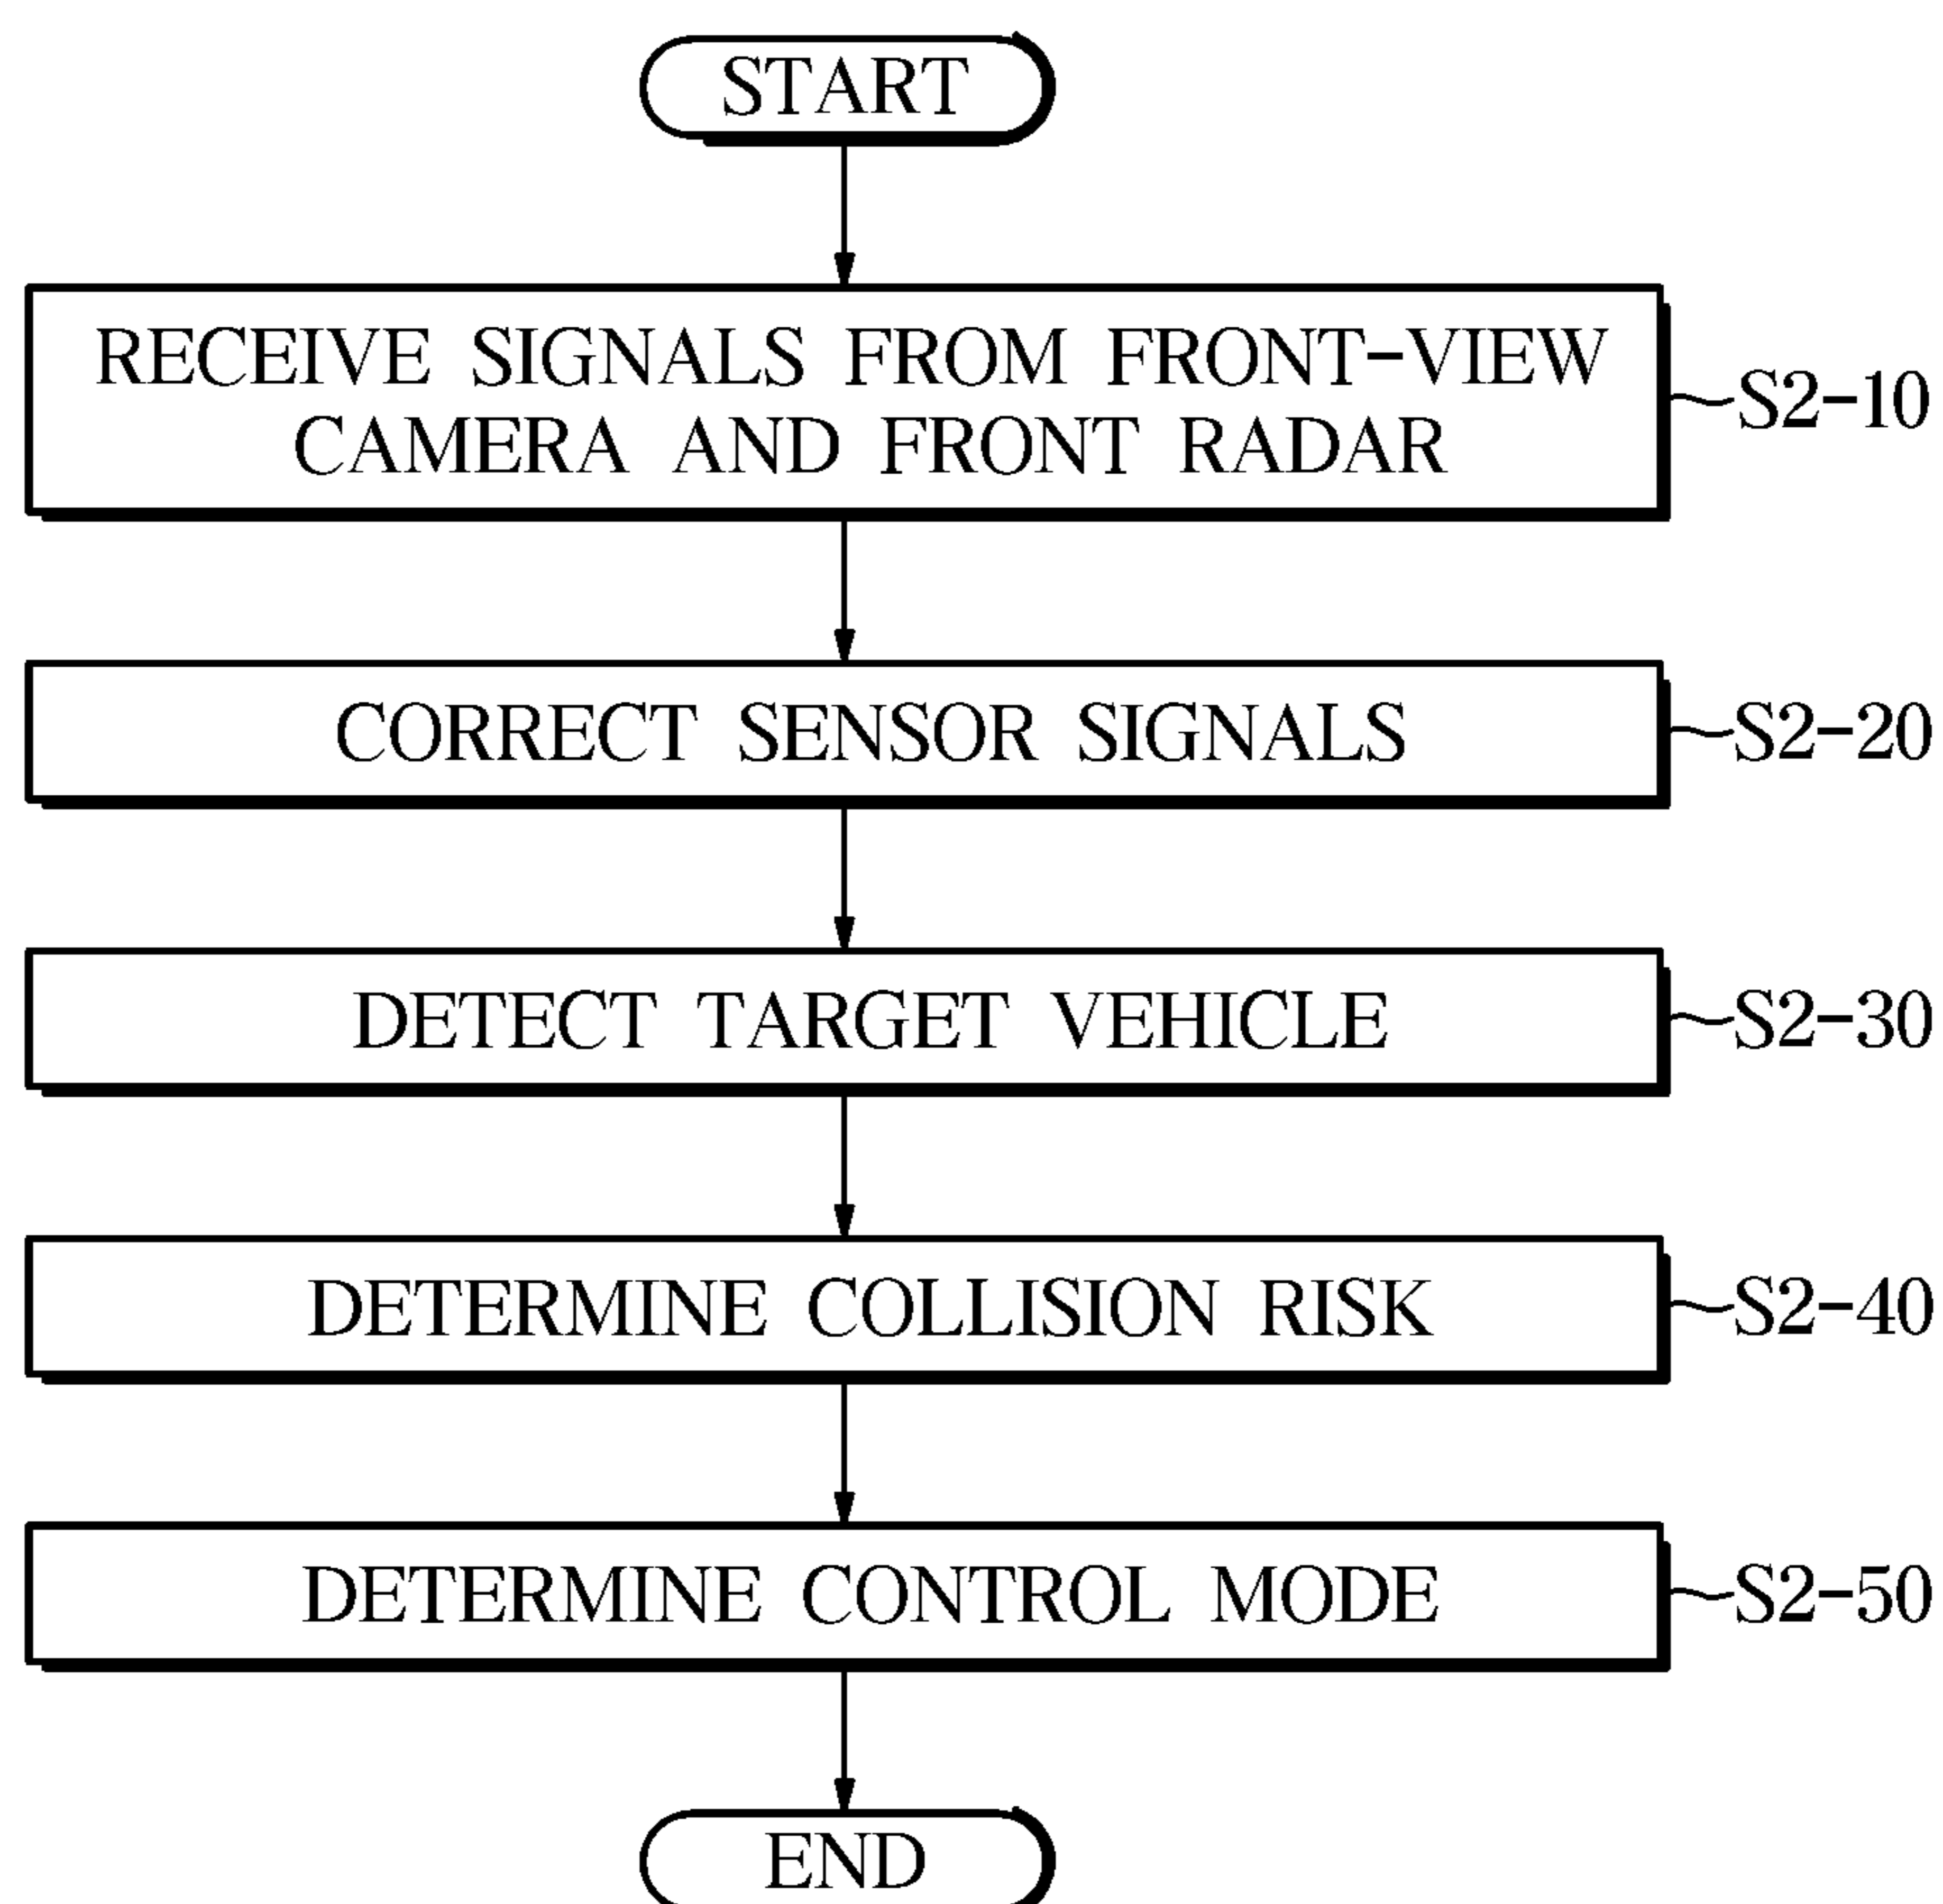 START
RECEIVE SIGNALS FROM FRONT-VIEW
CAMERA AND FRONT RADAR
S2-10
CORRECT SENSOR SIGNALS
S2-20
DETECT TARGET VEHICLE
S2-30
DETERMINE COLLISION RISK
S2-40
DETERMINE CONTROL MODE
S2-50
END